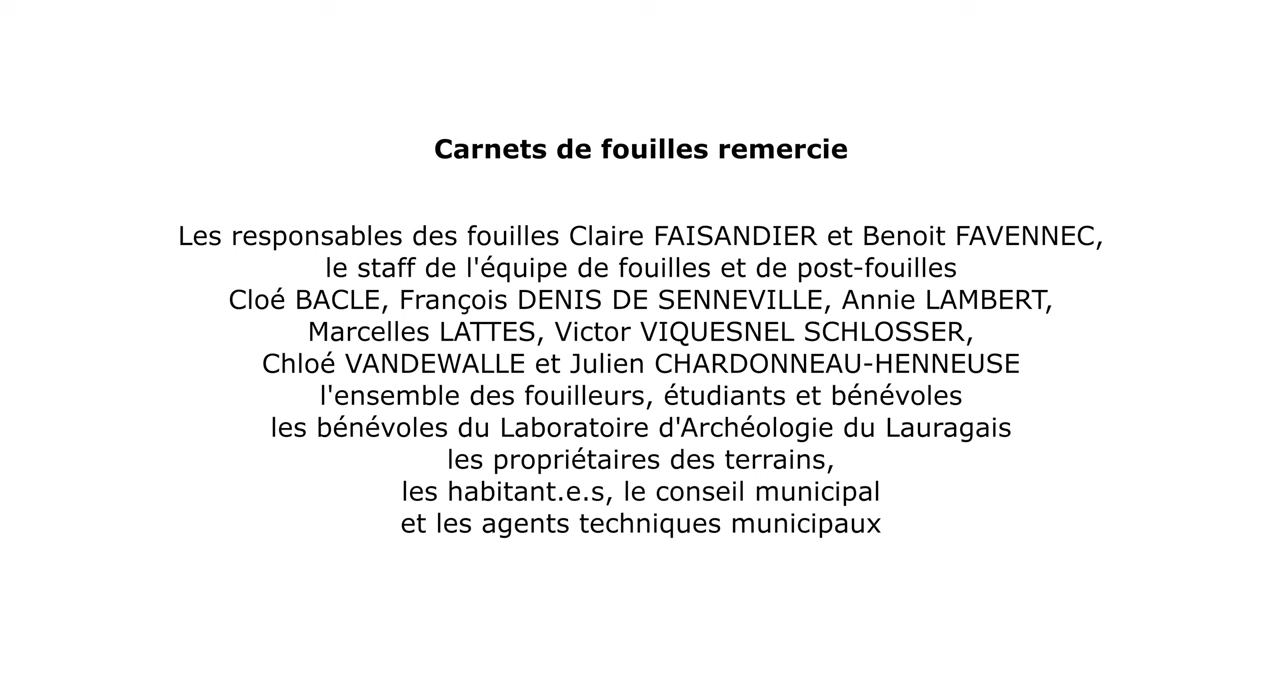 Carnets de fouilles remercie
Les responsables des fouilles Claire FAISANDIER et Benoit FAVENNEC,
le staff de l'équipe de fouilles et de post-fouilles
Cloé BACLE, François DENIS DE SENNEVILLE, Annie LAMBERT,
Marcelles LATTES, Victor VIQUESNEL SCHLOSSER,
Chloé VANDEWALLE et Julien CHARDONNEAU-HENNEUSE
l'ensemble des fouilleurs, étudiants et bénévoles
les bénévoles du Laboratoire d'Archéologie du Lauragais
les propriétaires des terrains,
les habitant.e.s, le conseil municipal
et les agents techniques municipaux